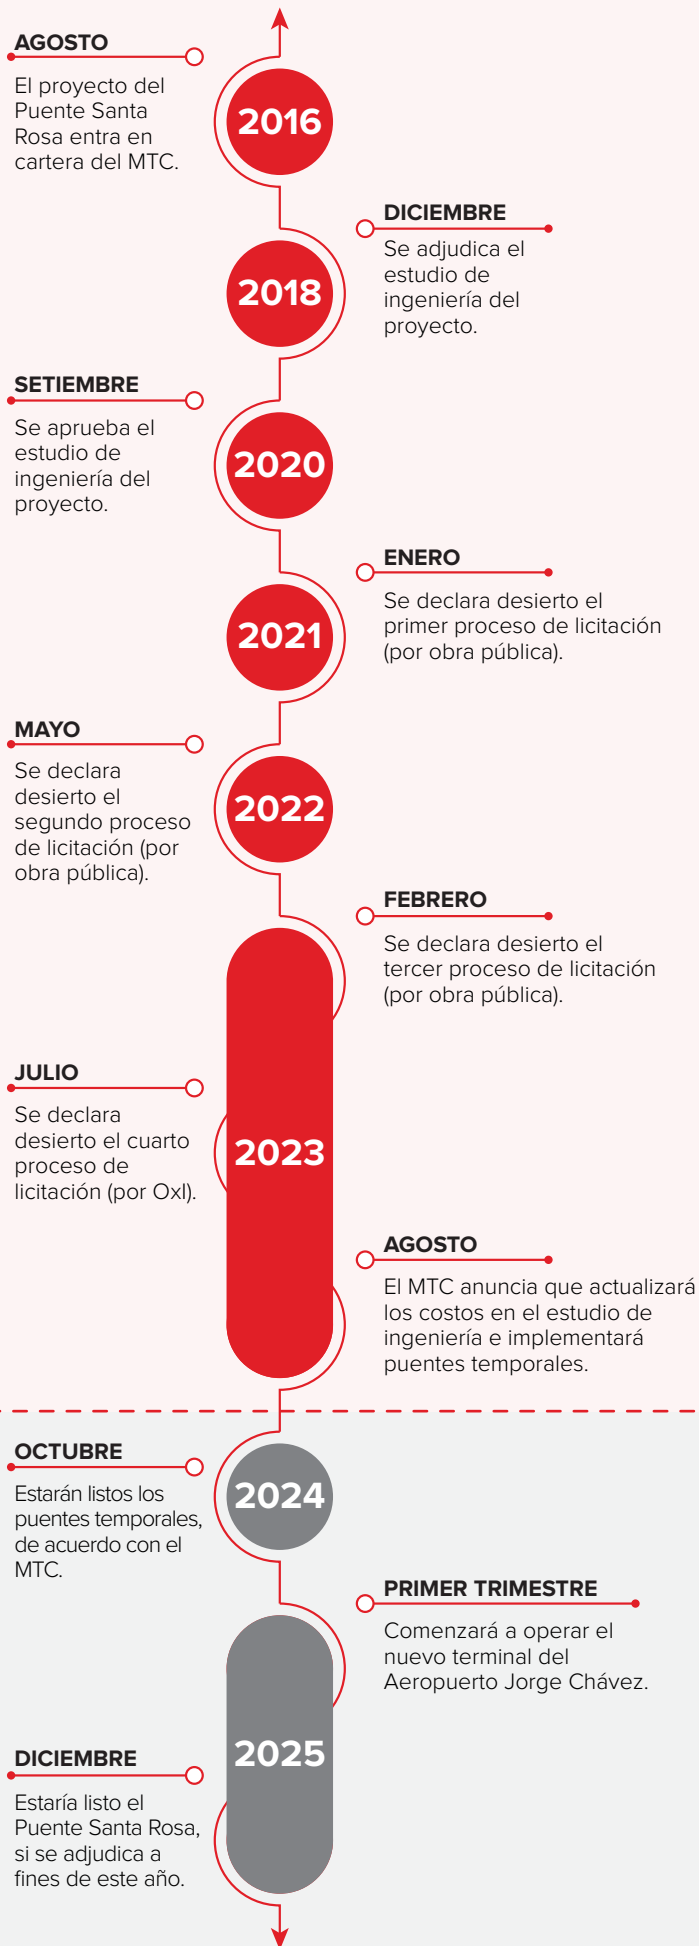 AGOSTO
El proyecto del
Puente Santa
Rosa entra en
cartera del MTC.
2016
DICIEMBRE
Se adjudica el
estudio de
ingeniería del
proyecto.
2018
SETIEMBRE
Se aprueba el
estudio de
ingeniería del
proyecto.
2020
ENERO
Se declara desierto el
primer proceso de licitación
(por obra pública).
2021
MAYO
Se declara
desierto el
segundo proceso
de licitación (por
obra pública).
2022
FEBRERO
Se declara desierto el
tercer proceso de licitación
(por obra pública).
JULIO
Se declara
desierto el cuarto
proceso de
licitación (por OxI).
2023
AGOSTO
El MTC anuncia que actualizará
los costos en el estudio de
ingeniería e implementará
puentes temporales.
OCTUBRE
Estarán listos los
puentes temporales,
de acuerdo con el
MTC.
2024
PRIMER TRIMESTRE
Comenzará a operar el
nuevo terminal del
Aeropuerto Jorge Chávez.
2025
DICIEMBRE
Estaría listo el
Puente Santa Rosa,
si se adjudica a
fines de este año.